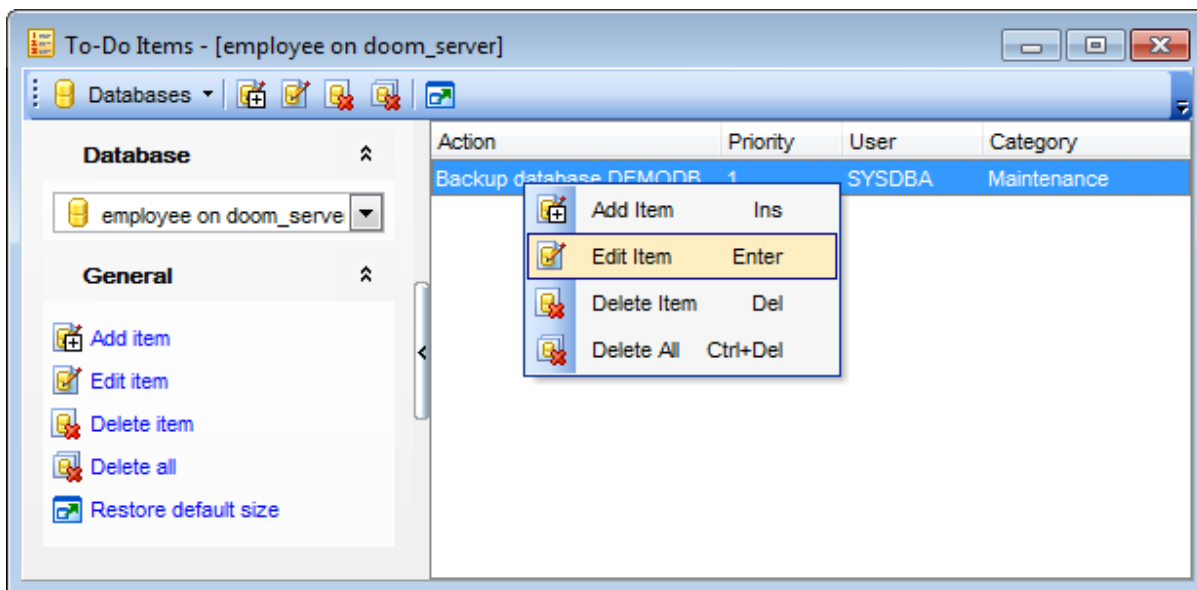 To-Do Items - [employee on doom_server]
Databases
Database
employee on doom_serve
General
Add item
Edit item
Delete item
Delete all
Restore default size
Action Priority User Category
Backup database DEMODB 1 SYSDBA Maintenance
Add Item Ins
Edit Item Enter
Delete Item Del
Delete All Ctrl+Del